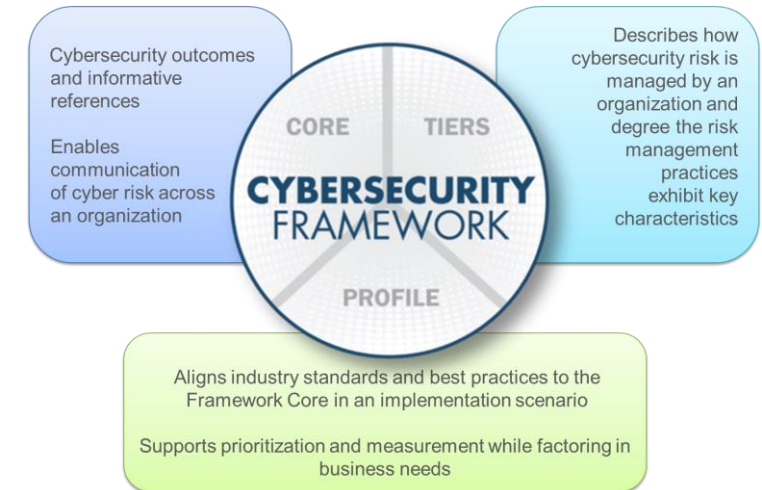 Cybersecurity outcomes
and informative
references
Enables
communication
of cyber risk across
an organization
CORE
TIERS
CYBERSECURITY
FRAMEWORK
PROFILE
Describes how
cybersecurity risk is
managed by an
organization and
degree the risk
management
practices
exhibit key
characteristics
Aligns industry standards and best practices to the
Framework Core in an implementation scenario
Supports prioritization and measurement while factoring in
business needs